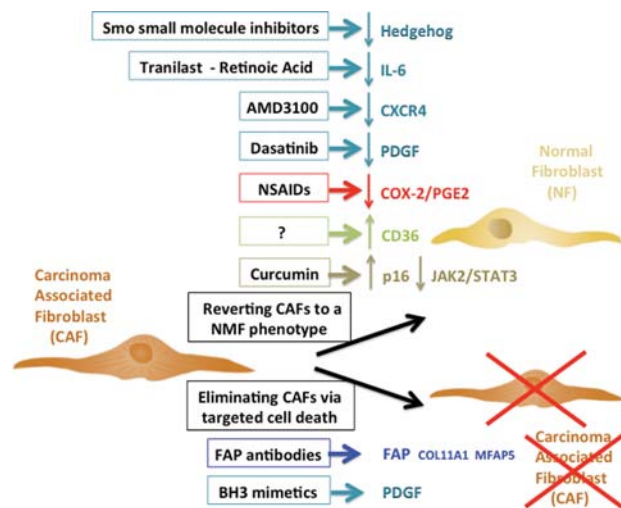 Smo small molecule inhibitors
Hedgehog
Tranilast - Retinoic Acid
IL-6
AMD3100
CXCR4
Dasatinib
PDGF
NSAIDs
COX-2/PGE2
?
CD36
Curcumin
p16
JAK2/STAT3
Normal
Fibroblast
(NF)
Carcinoma
Associated
Fibroblast
(CAF)
Reverting CAFs to a
NMF phenotype
Eliminating CAFs via
targeted cell death
FAP antibodies
FAP COL11A1 MFAP5
BH3 mimetics
PDGF
Carcinoma
Associated
Fibroblast
(CAF)